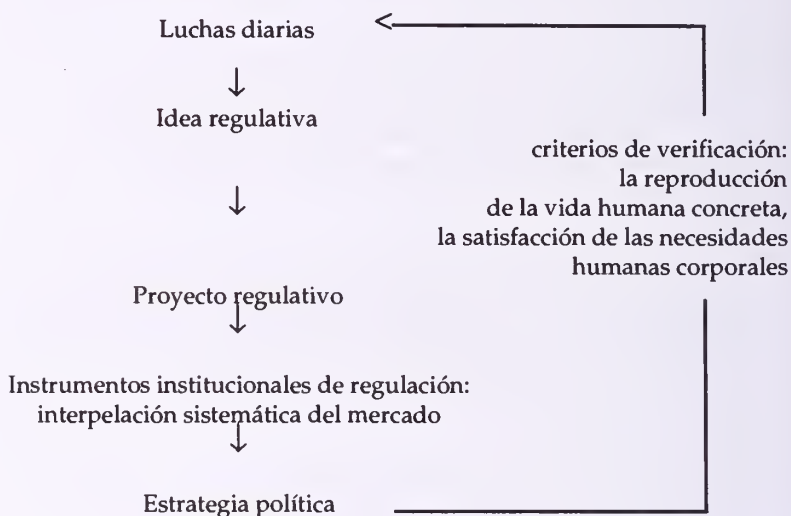 Luchas diarias
Idea regulativa
criterios de verificación:
la reproducción
de la vida humana concreta,
la satisfacción de las necesidades
humanas corporales
Proyecto regulativo
Instrumentos institucionales de regulación:
interpelación sistemática del mercado
Estrategia política